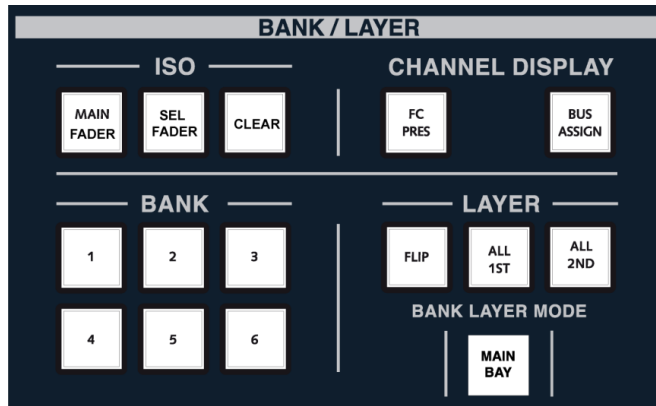 BANK / LAYER
ISO
MAIN
FADER
SEL
FADER
CLEAR
CHANNEL DISPLAY
FC
PRES
BUS
ASSIGN
BANK
1
2
3
4
5
6
LAYER
FLIP
ALL
1ST
ALL
2ND
BANK LAYER MODE
MAIN
BAY